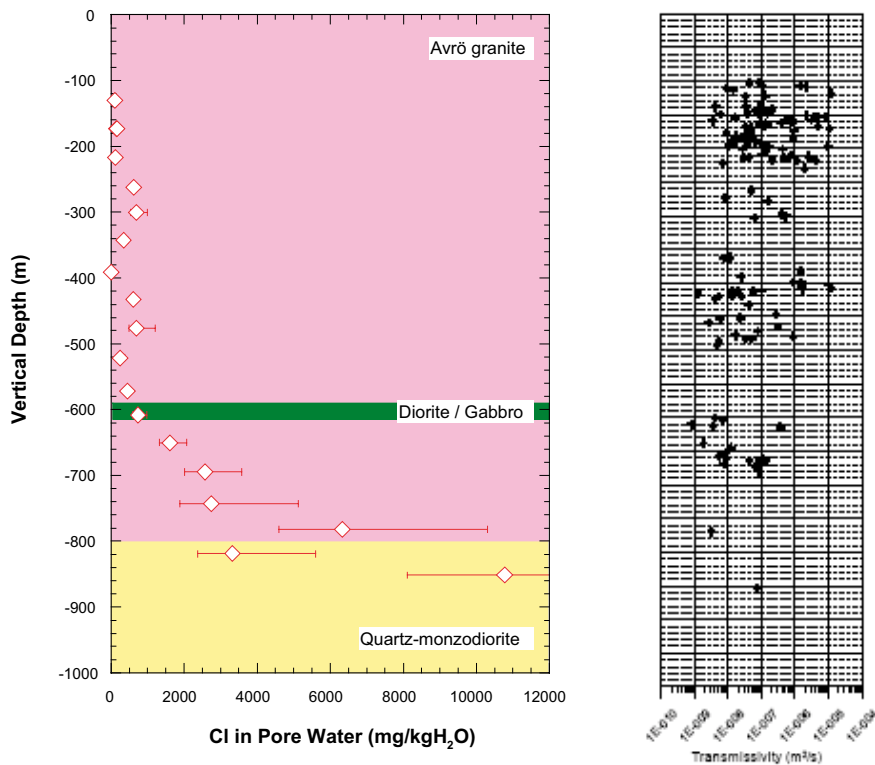 0
-100
-200
-300
-400
-500
-600
-700
-800
-900
-1000
Vertical Depth (m)
Avrö granite
Diorite / Gabbro
Quartz-monzodiorite
0 2000 4000 6000 8000 10000 12000
Cl in Pore Water (mg/kgH₂O)
1E-010 1E-009 1E-008 1E-007 1E-006 1E-005 1E-004
Transmissivity (m²/s)